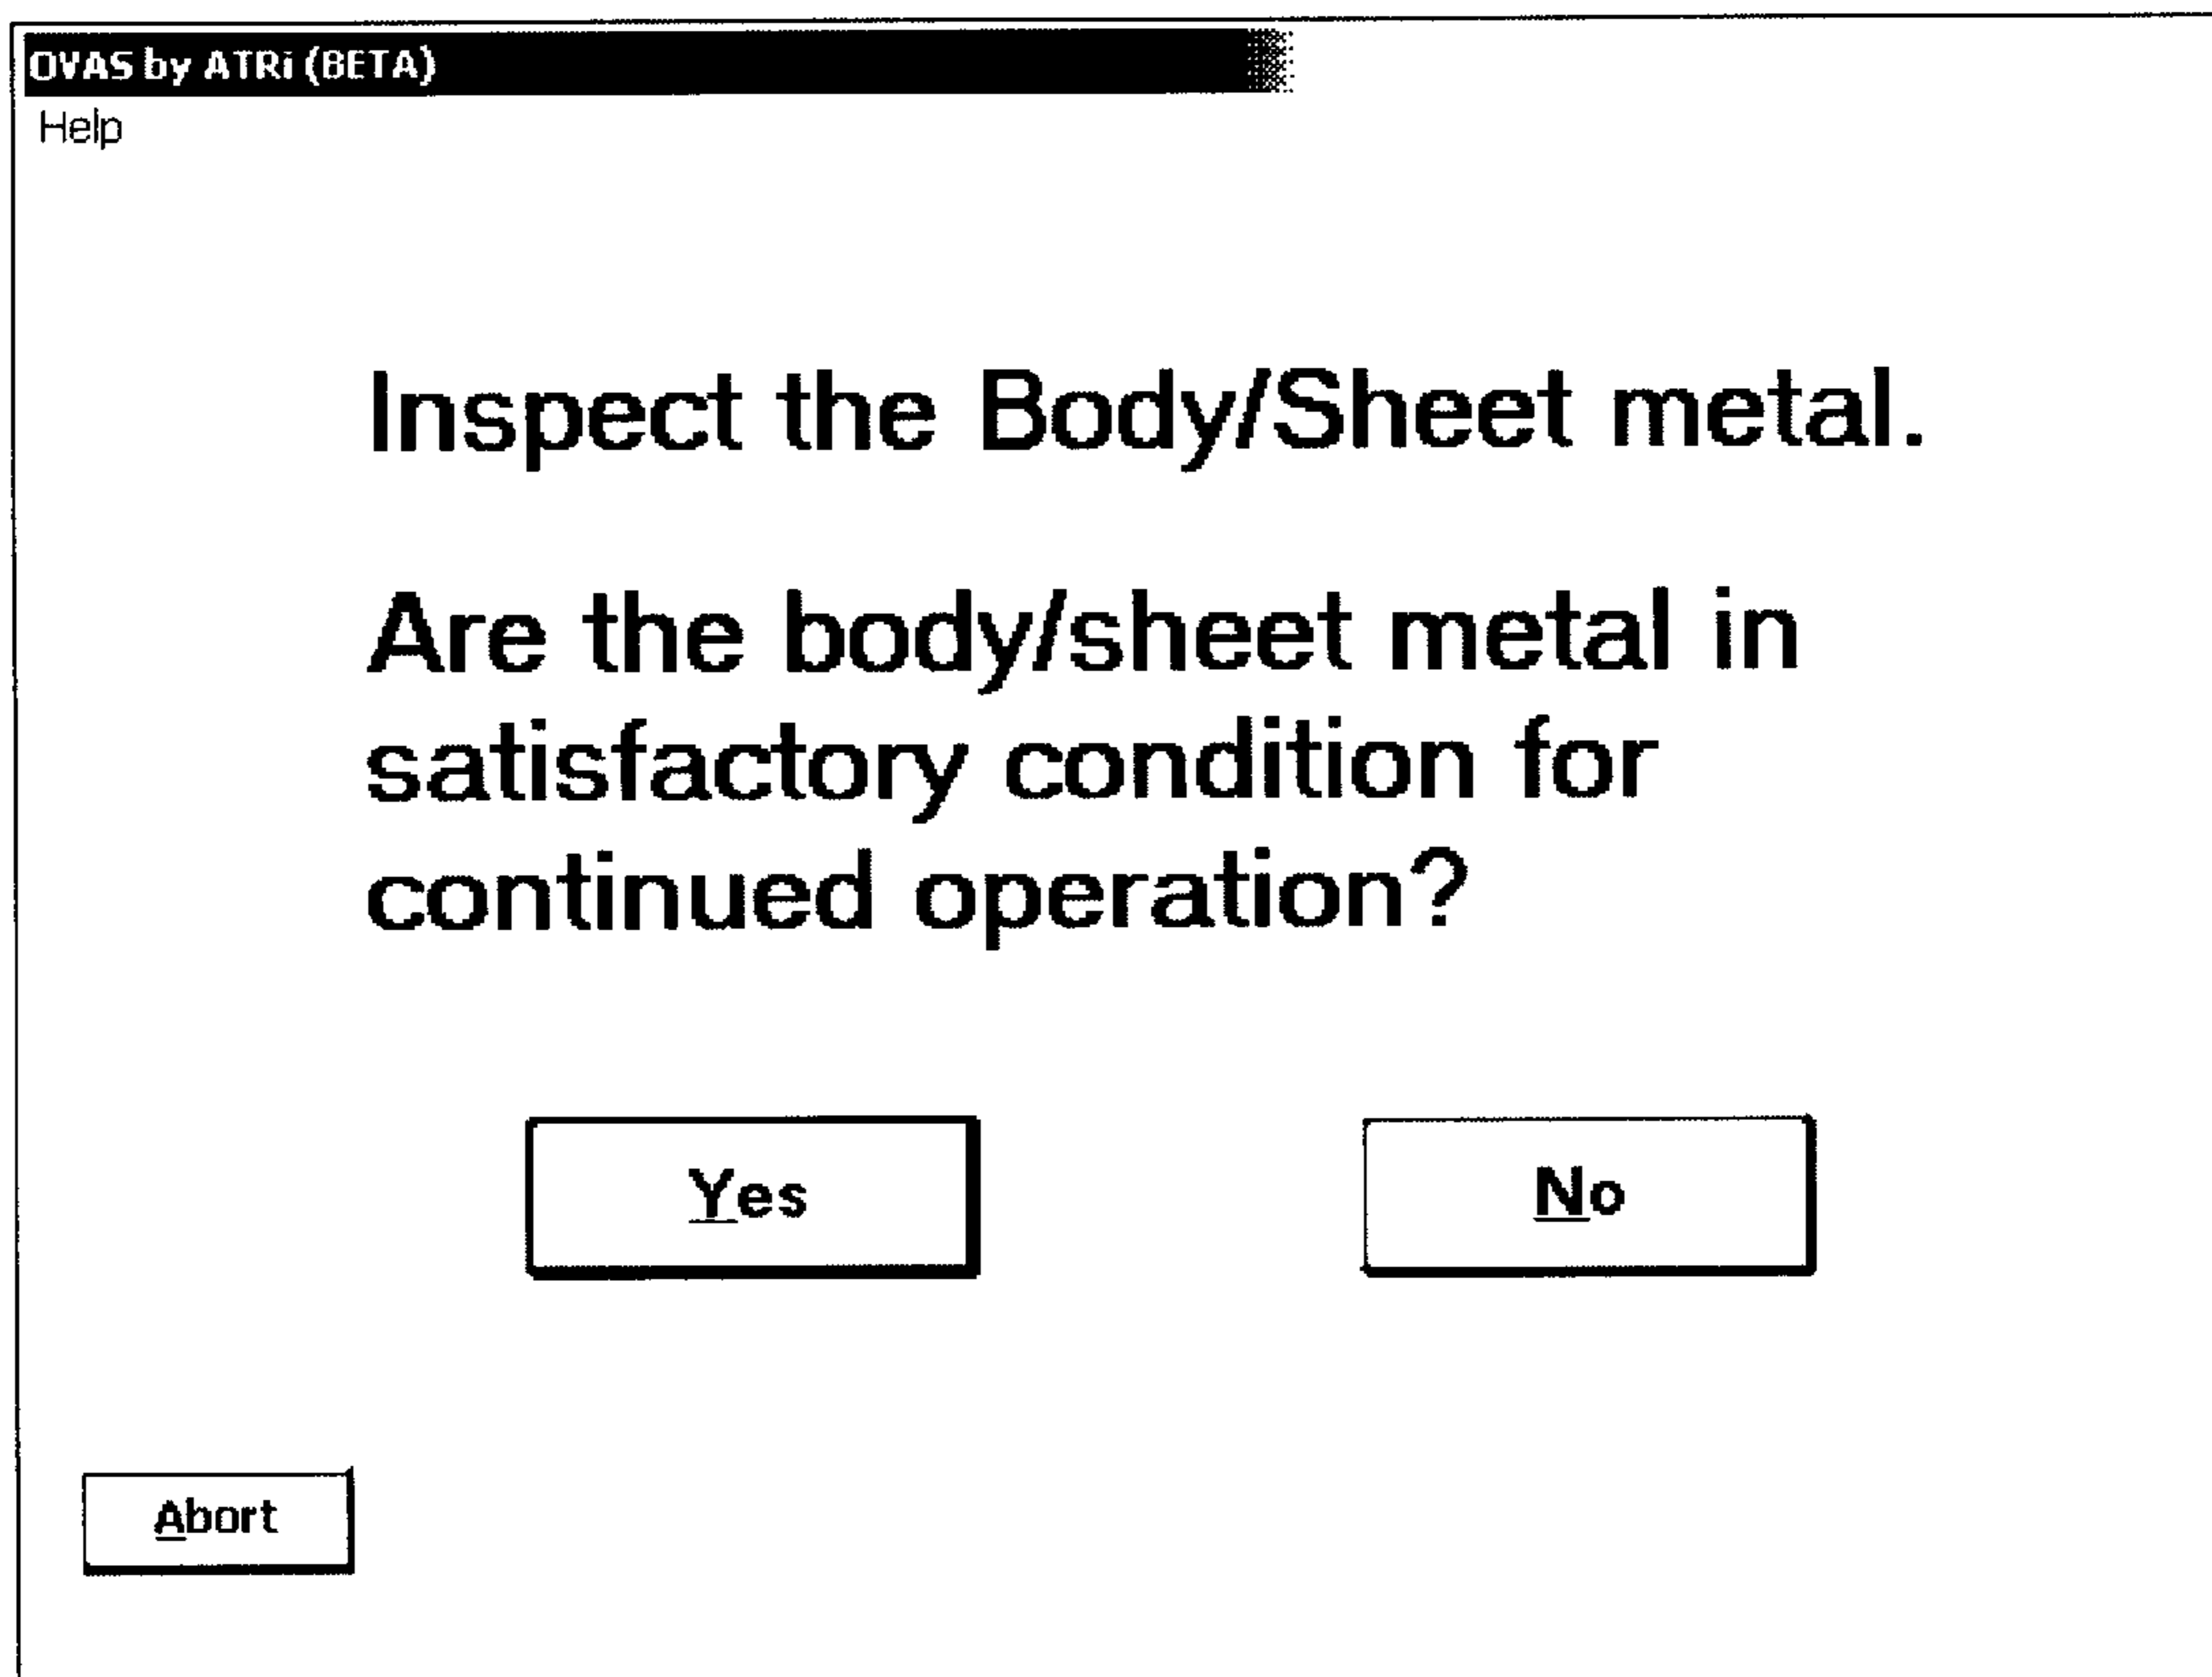 OVAS by ATRi (BETA)
Help
Inspect the Body/Sheet metal.
Are the body/sheet metal in
satisfactory condition for
continued operation?
Yes
No
Abort